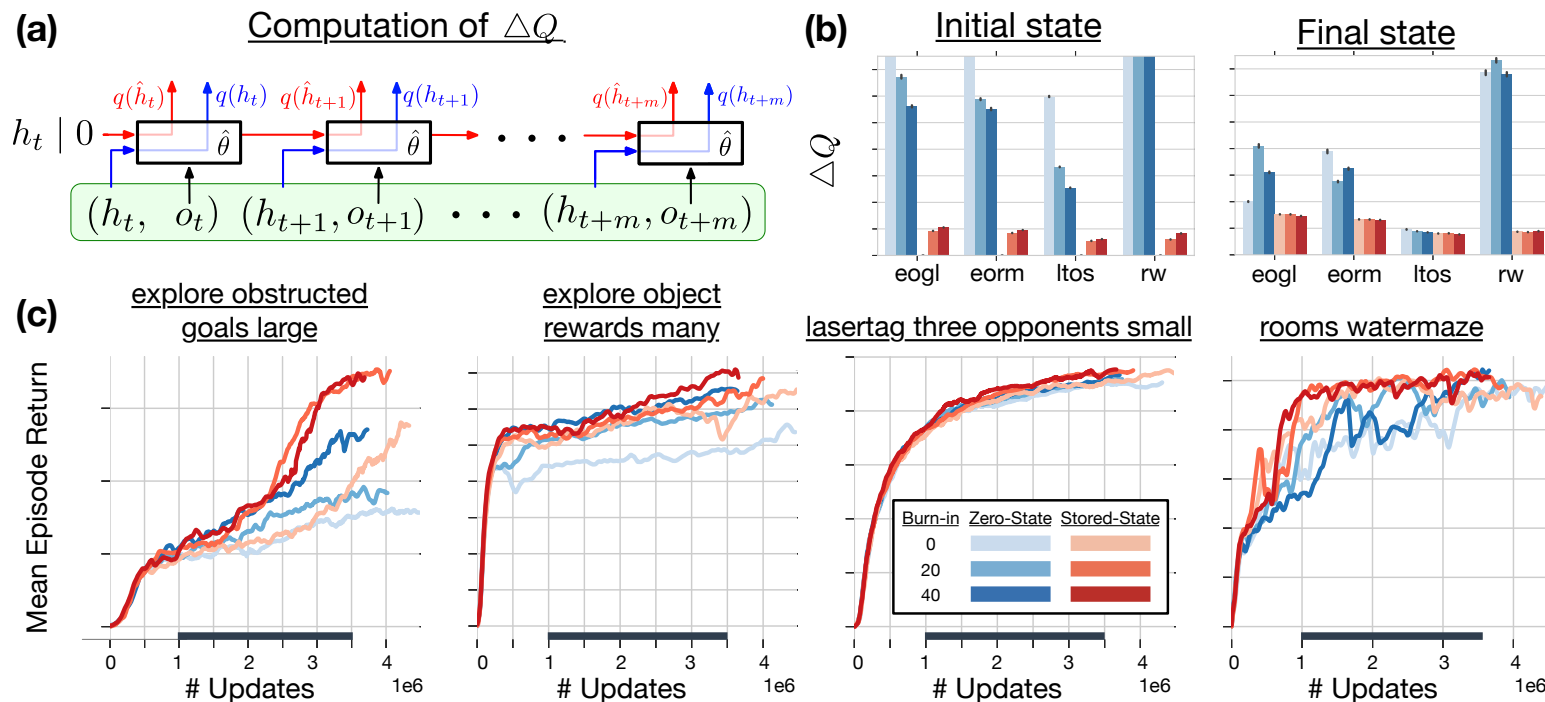 (a) Computation of △Q
q(ĥ_t) q(h_t) q(ĥ_{t+1}) q(h_{t+1}) q(ĥ_{t+m}) q(h_{t+m})
h_t | 0 θ̂ θ̂ · · · θ̂
(h_t, o_t) (h_{t+1}, o_{t+1}) · · · (h_{t+m}, o_{t+m})
(b) Initial state Final state
△Q
eogl eorm ltos rw
eogl eorm ltos rw
(c)
explore obstructed
goals large
explore object
rewards many
lasertag three opponents small
rooms watermaze
Mean Episode Return
Burn-in Zero-State Stored-State
0
20
40
0 1 2 3 4
# Updates 1e6
0 1 2 3 4
# Updates 1e6
0 1 2 3 4
# Updates 1e6
0 1 2 3 4
# Updates 1e6